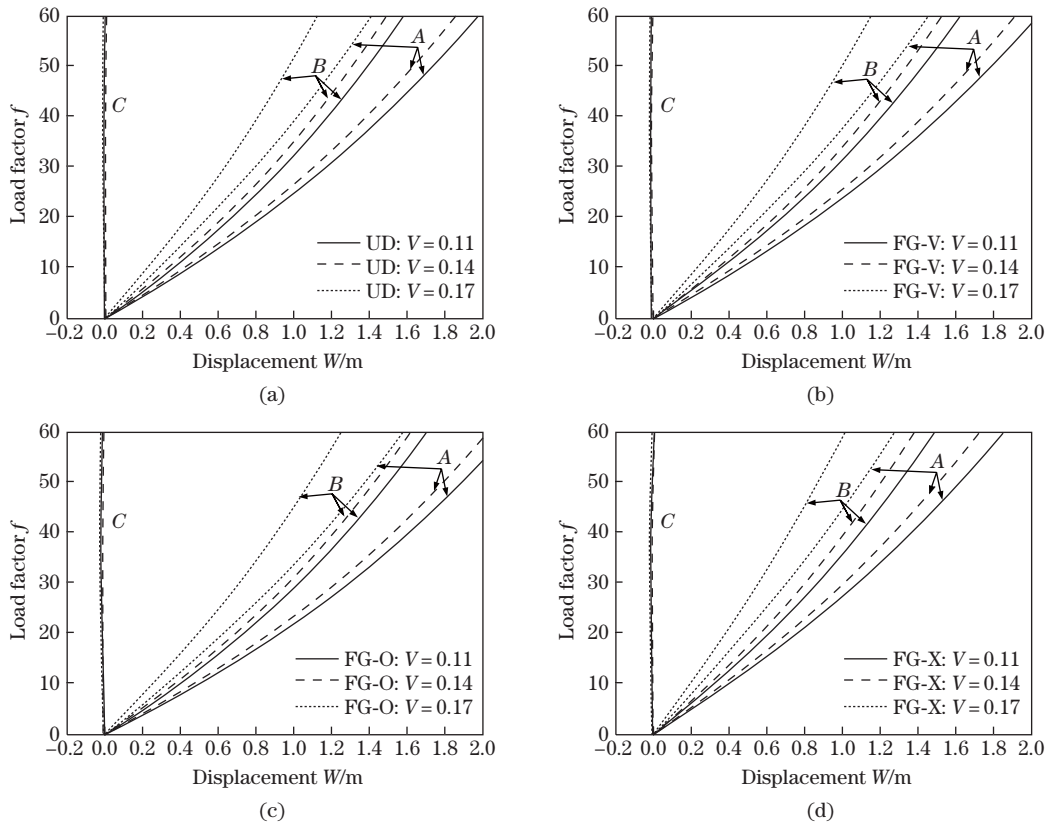 60
50
40
30
20
10
0
Load factor f
A
B
C
UD: V = 0.11
UD: V = 0.14
UD: V = 0.17
−0.2 0.0 0.2 0.4 0.6 0.8 1.0 1.2 1.4 1.6 1.8 2.0
Displacement W/m
(a)
60
50
40
30
20
10
0
Load factor f
A
B
C
FG-V: V = 0.11
FG-V: V = 0.14
FG-V: V = 0.17
−0.2 0.0 0.2 0.4 0.6 0.8 1.0 1.2 1.4 1.6 1.8 2.0
Displacement W/m
(b)
60
50
40
30
20
10
0
Load factor f
A
B
C
FG-O: V = 0.11
FG-O: V = 0.14
FG-O: V = 0.17
−0.2 0.0 0.2 0.4 0.6 0.8 1.0 1.2 1.4 1.6 1.8 2.0
Displacement W/m
(c)
60
50
40
30
20
10
0
Load factor f
A
B
C
FG-X: V = 0.11
FG-X: V = 0.14
FG-X: V = 0.17
−0.2 0.0 0.2 0.4 0.6 0.8 1.0 1.2 1.4 1.6 1.8 2.0
Displacement W/m
(d)